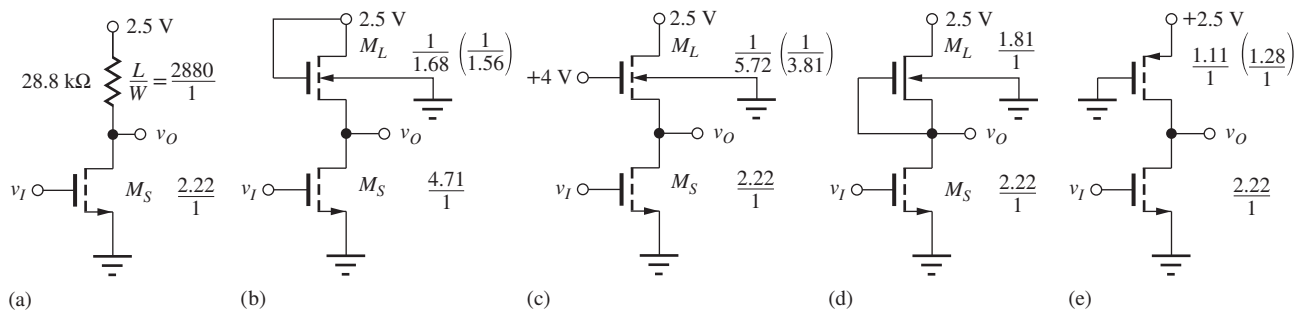 2.5 V
28.8 kΩ L/W = 2880/1
v_O
v_I M_S 2.22/1
(a)
2.5 V
M_L 1/1.68 (1/1.56)
v_O
v_I M_S 4.71/1
(b)
2.5 V
M_L 1/5.72 (1/3.81)
+4 V
v_O
v_I M_S 2.22/1
(c)
2.5 V
M_L 1.81/1
v_O
v_I M_S 2.22/1
(d)
+2.5 V
1.11/1 (1.28/1)
v_O
v_I 2.22/1
(e)